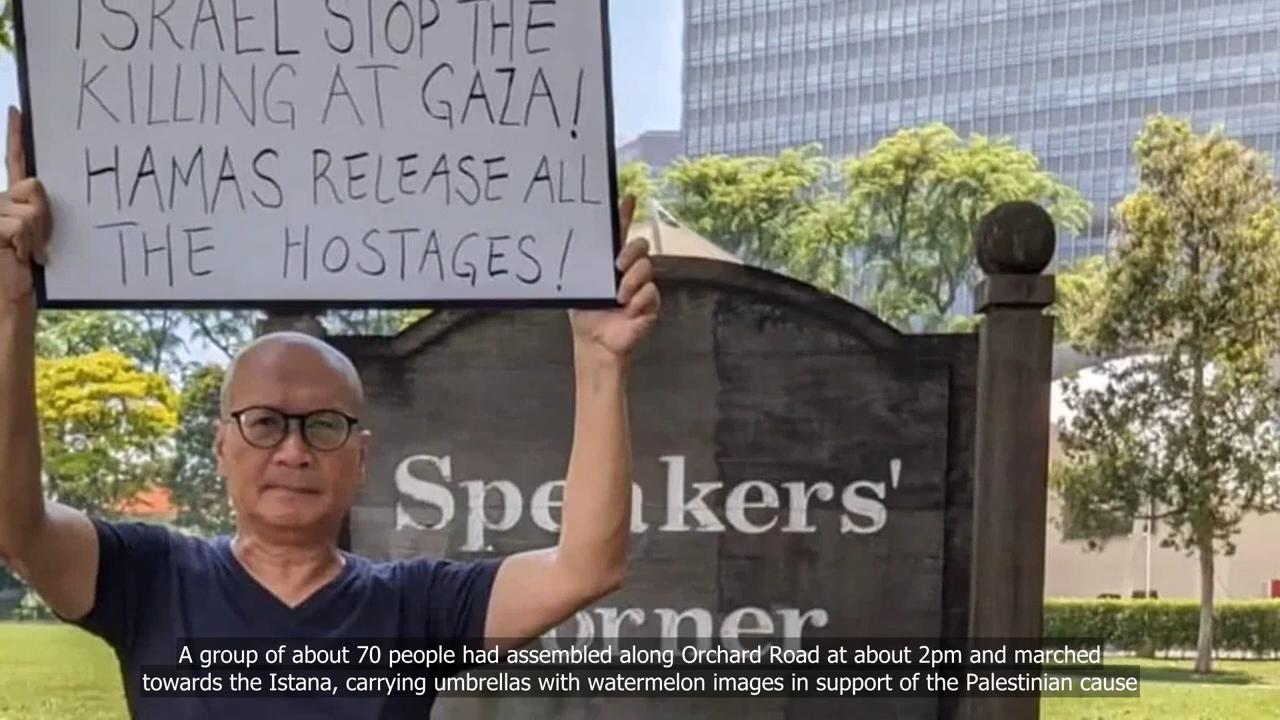 ISRAEL STOP THE
KILLING AT GAZA!
HAMAS RELEASE ALL
THE HOSTAGES!
Speakers'
orner
A group of about 70 people had assembled along Orchard Road at about 2pm and marched
towards the Istana, carrying umbrellas with watermelon images in support of the Palestinian cause